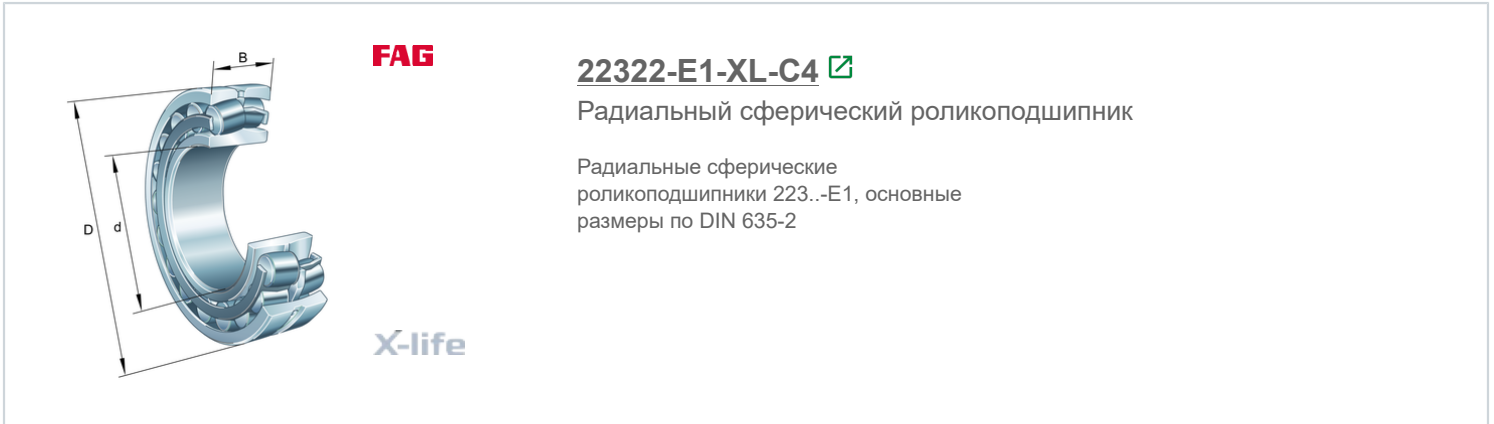 B
FAG
22322-E1-XL-C4
Радиальный сферический роликоподшипник
Радиальные сферические
роликоподшипники 223..-E1, основные
размеры по DIN 635-2
D
d
X-life